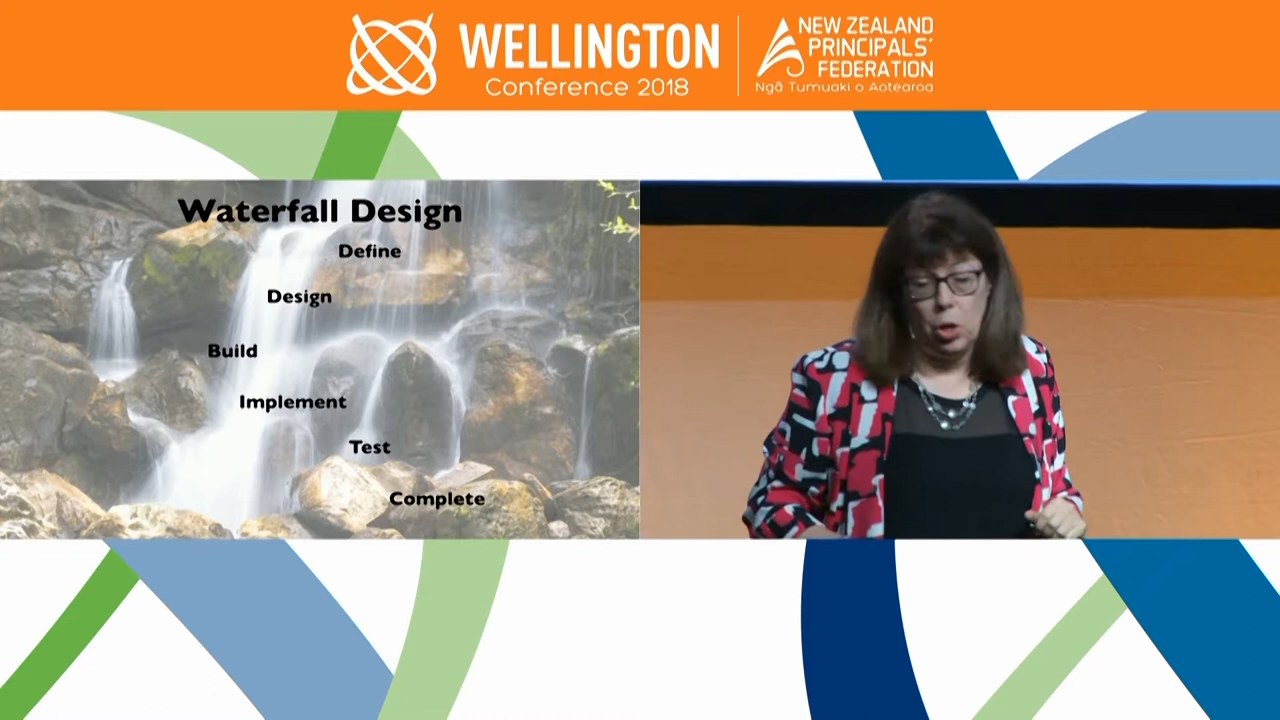 WELLINGTON
Conference 2018
NEW ZEALAND
PRINCIPALS'
FEDERATION
Ngā Tumuaki o Aotearoa
Waterfall Design
Define
Design
Build
Implement
Test
Complete